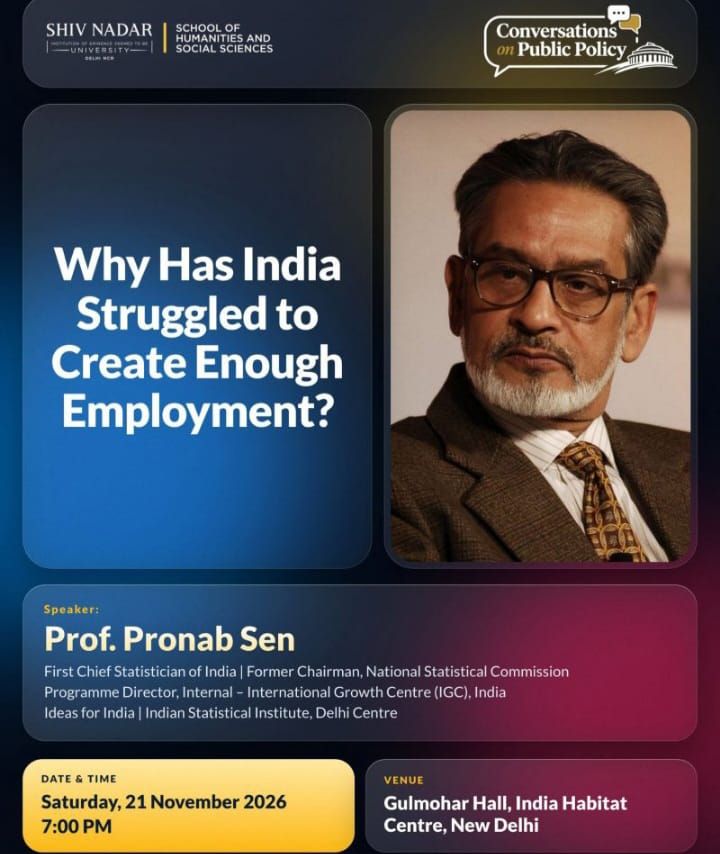 SHIV NADAR
INSTITUTION OF EMINENCE DEEMED TO BE
UNIVERSITY
DELHI NCR
SCHOOL OF
HUMANITIES AND
SOCIAL SCIENCES
Conversations
on Public Policy
Why Has India
Struggled to
Create Enough
Employment?
Speaker:
Prof. Pronab Sen
First Chief Statistician of India | Former Chairman, National Statistical Commission
Programme Director, Internal – International Growth Centre (IGC), India
Ideas for India | Indian Statistical Institute, Delhi Centre
DATE & TIME
Saturday, 21 November 2026
7:00 PM
VENUE
Gulmohar Hall, India Habitat
Centre, New Delhi